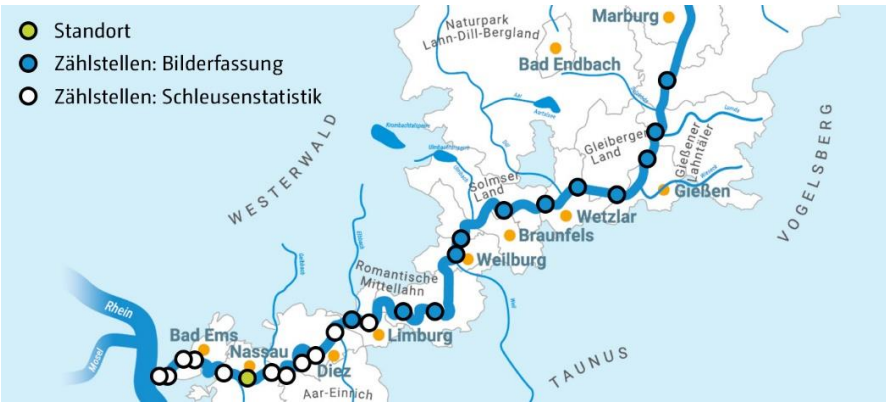 Standort
Zählstellen: Bilderfassung
Zählstellen: Schleusenstatistik
Naturpark
Lahn-Dill-Bergland
Marburg
Bad Endbach
WESTERWALD
VOGELSBERG
Gleiberger
Land
Gießener
Lahntäler
Solmser
Land
Gießen
Wetzlar
Braunfels
Weilburg
Romantische
Mittellahn
Rhein
Mosel
Bad Ems
Nassau
Limburg
Diez
Aar-Einrich
TAUNUS